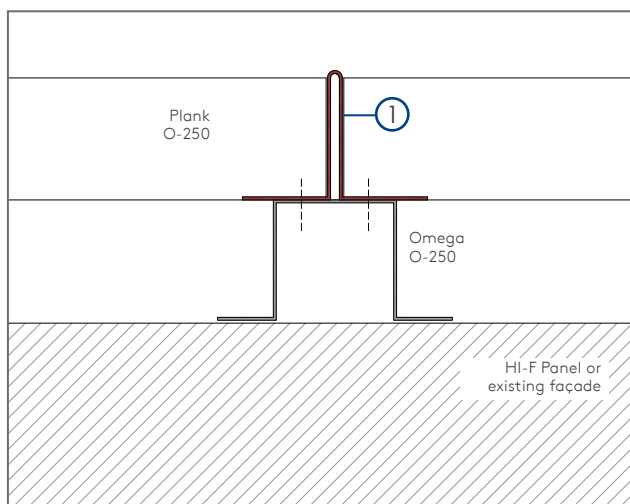 Plank
O-250
1
Omega
O-250
HI-F Panel or
existing façade